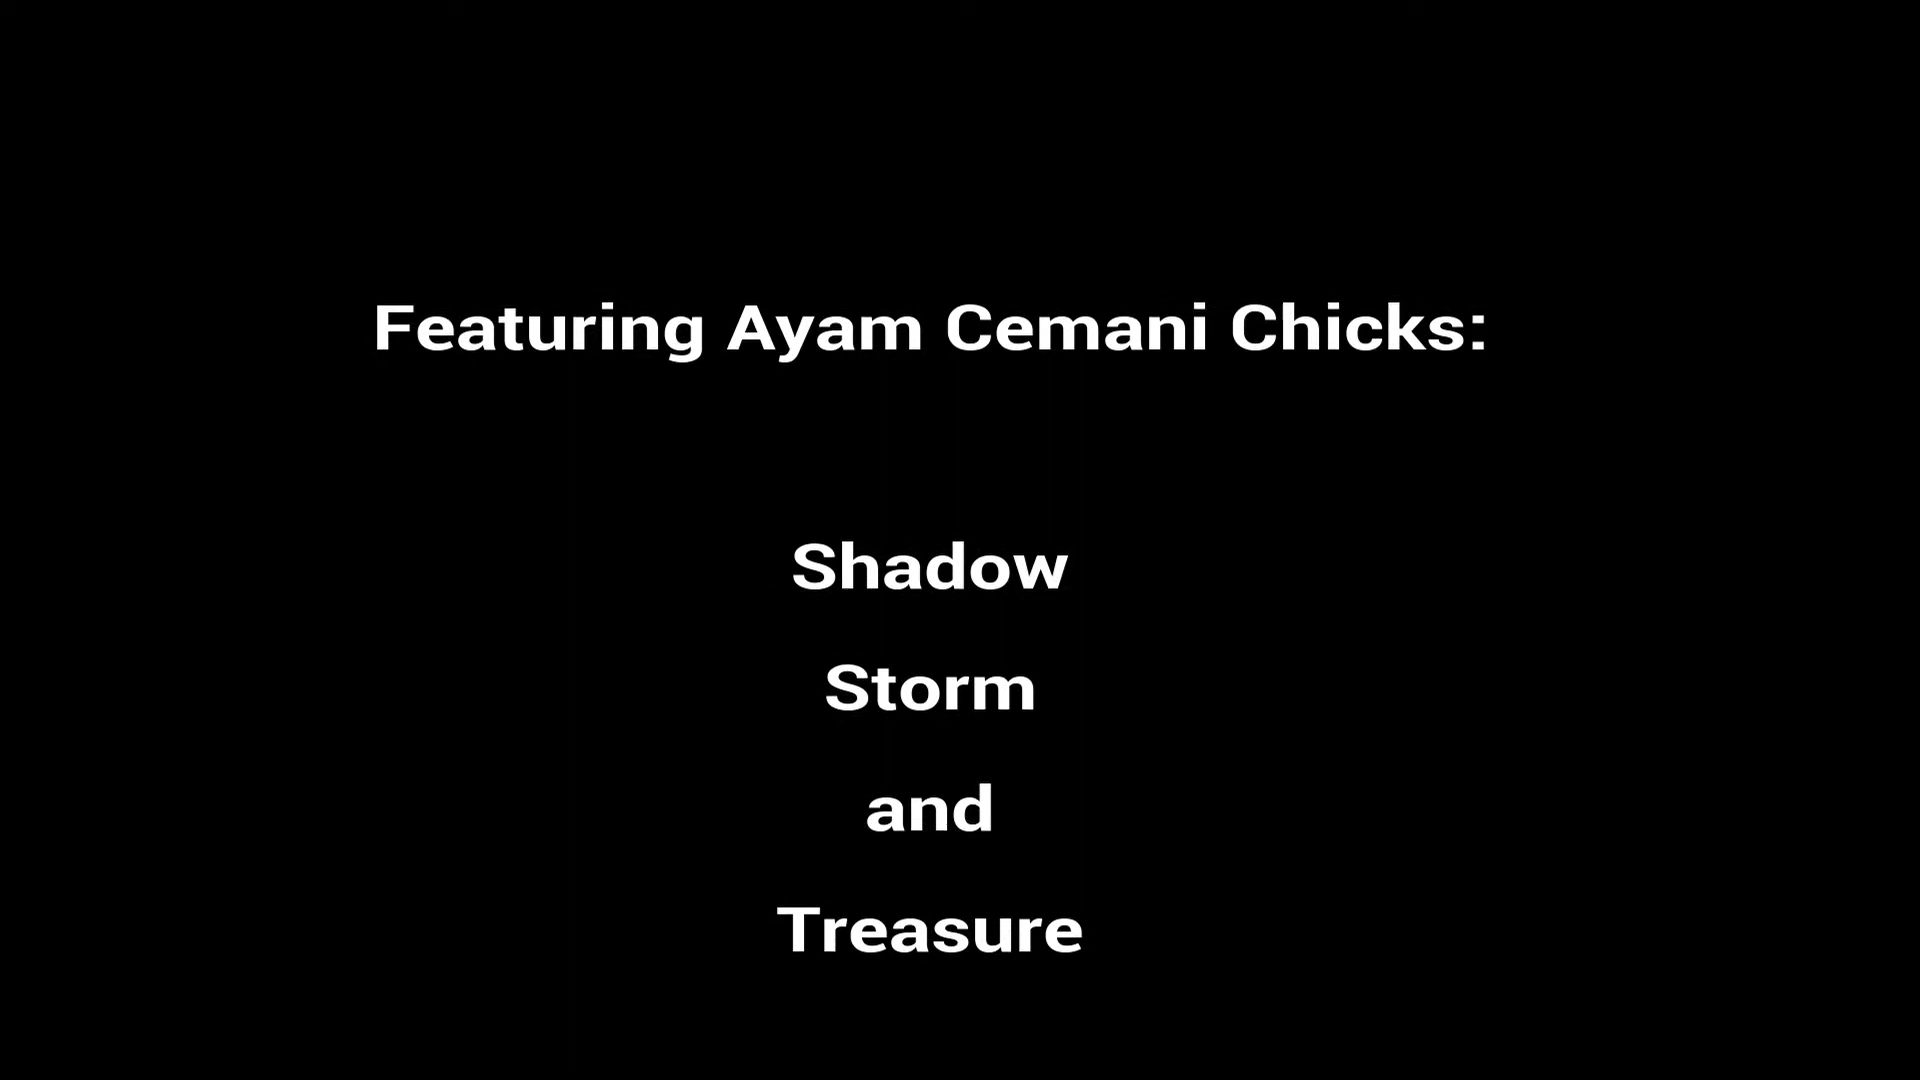 Featuring Ayam Cemani Chicks:
Shadow
Storm
and
Treasure